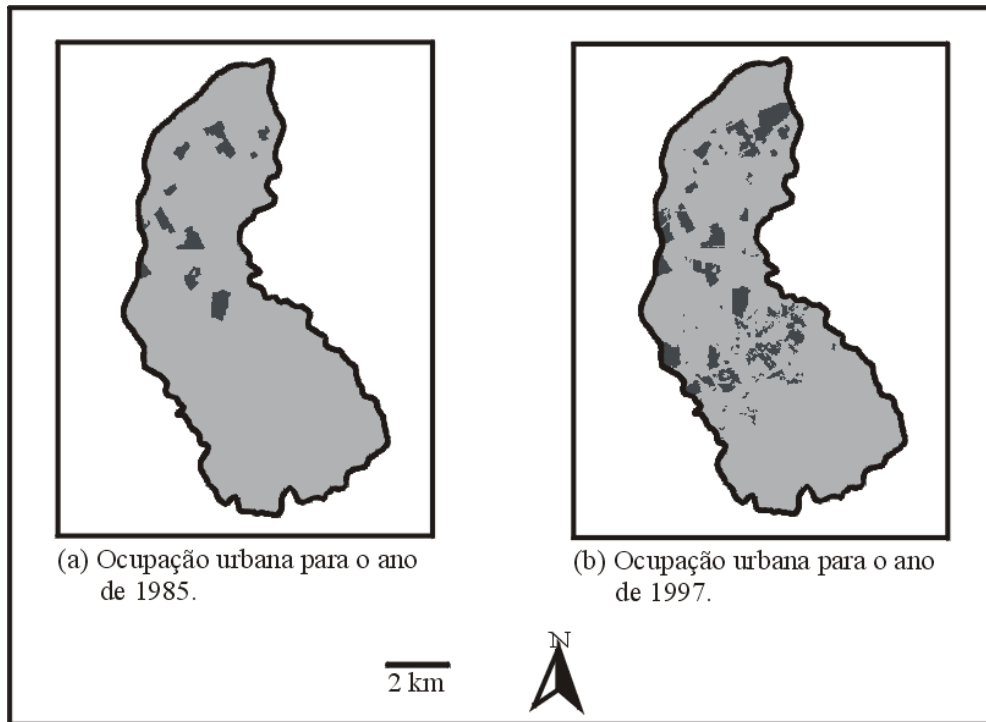 (a) Ocupação urbana para o ano
de 1985.
(b) Ocupação urbana para o ano
de 1997.
2 km
N